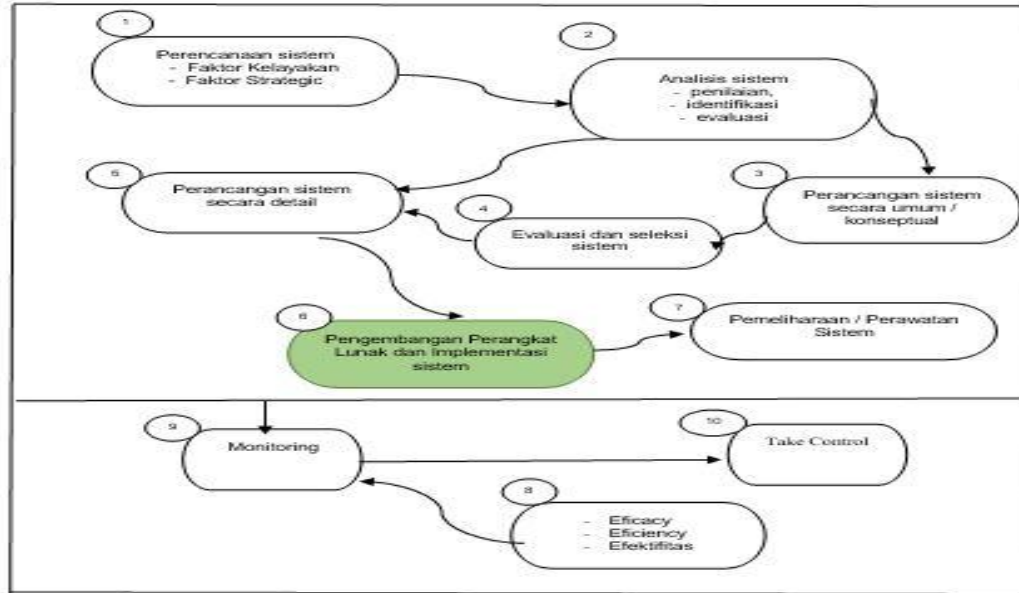 1
Perencanaan sistem
- Faktor Kelayakan
- Faktor Strategic
2
Analisis sistem
- penilaian,
- identifikasi
- evaluasi
3
Perancangan sistem
secara umum /
konseptual
4
Evaluasi dan seleksi
sistem
5
Perancangan sistem
secara detail
6
Pengembangan Perangkat
Lunak dan Implementasi
sistem
7
Pemeliharaan / Perawatan
Sistem
9
Monitoring
10
Take Control
8
- Eficacy
- Eficiency
- Efektifitas